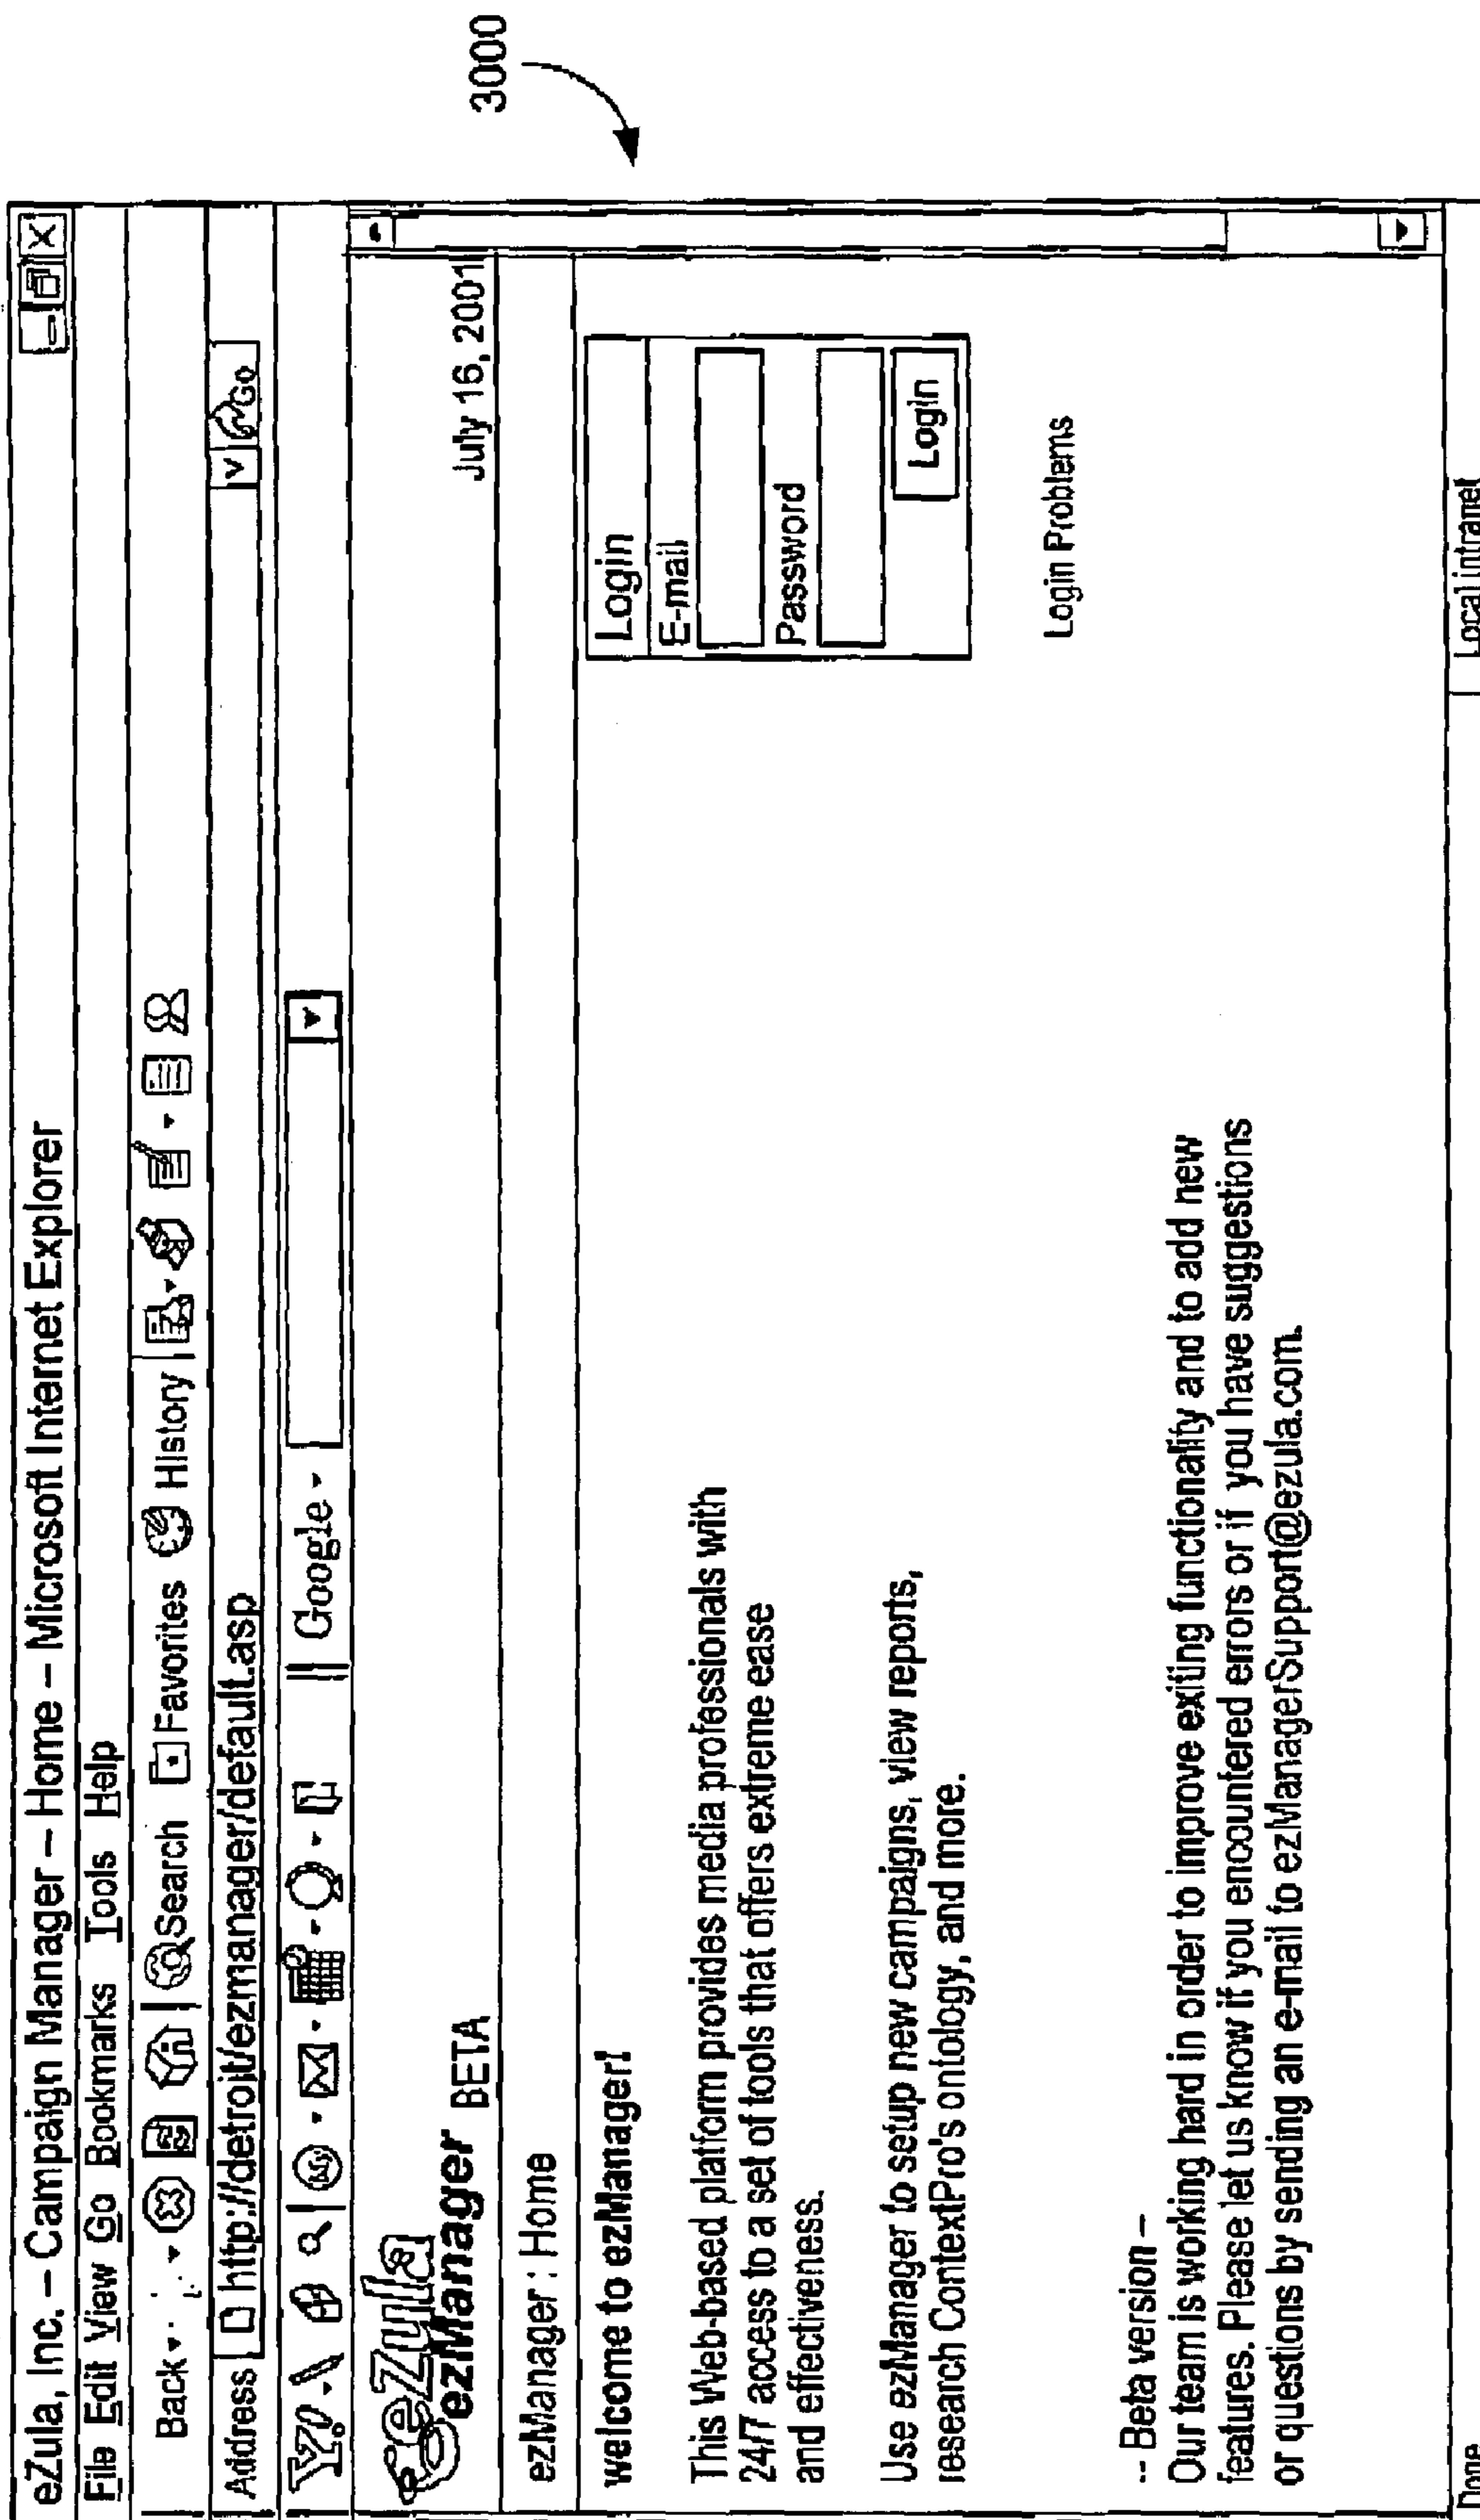 3000
eZula, Inc. – Campaign Manager – Home – Microsoft Internet Explorer
File Edit View Go Bookmarks Tools Help
Back Search Favorites History
Address http://detroit/ezmanager/default.asp Go
Y! My Google
eZula
ezManager BETA
July 16, 2001
ezManager : Home
welcome to ezManager!
Login
E-mail
Password
Login
Login Problems
This Web-based platform provides media professionals with
24/7 access to a set of tools that offers extreme ease
and effectiveness.
Use ezManager to setup new campaigns, view reports,
research ContextPro's ontology, and more.
-- Beta version –
Our team is working hard in order to improve exiting functionality and to add new
features. Please let us know if you encountered errors or if you have suggestions
or questions by sending an e-mail to ezManagerSupport@ezula.com.
Done Local intranet